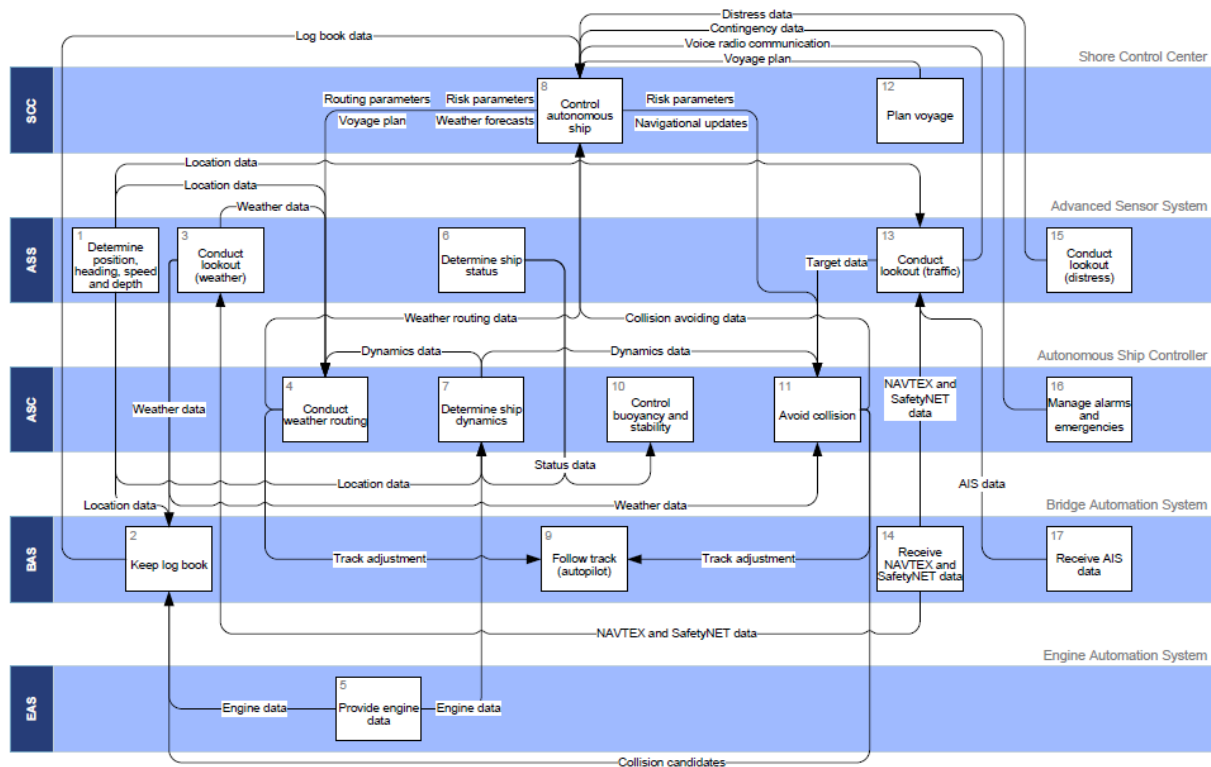 Distress data
Contingency data
Log book data
Voice radio communication
Shore Control Center
Voyage plan
SCC
8
Control
autonomous
ship
12
Plan voyage
Routing parameters
Risk parameters
Risk parameters
Voyage plan
Weather forecasts
Navigational updates
Location data
Location data
Weather data
Advanced Sensor System
ASS
1
Determine
position,
heading, speed
and depth
3
Conduct
lookout
(weather)
6
Determine ship
status
Target data
13
Conduct
lookout (traffic)
15
Conduct
lookout
(distress)
Weather routing data
Collision avoiding data
Dynamics data
Dynamics data
Autonomous Ship Controller
ASC
Weather data
4
Conduct
weather routing
7
Determine ship
dynamics
10
Control
buoyancy and
stability
11
Avoid collision
NAVTEX and
SafetyNET
data
16
Manage alarms
and
emergencies
Status data
Location data
AIS data
Location data
Weather data
Bridge Automation System
BAS
2
Keep log book
Track adjustment
9
Follow track
(autopilot)
Track adjustment
14
Receive
NAVTEX and
SafetyNET data
17
Receive AIS
data
NAVTEX and SafetyNET data
Engine Automation System
EAS
Engine data
5
Provide engine
data
Engine data
Collision candidates